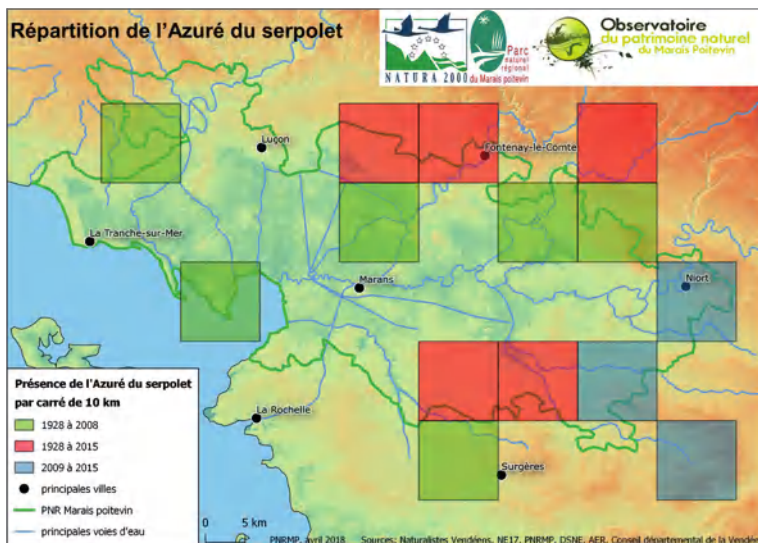 Répartition de l'Azuré du serpolet
NATURA 2000
Parc
naturel
régional
du Marais poitevin
Observatoire
du patrimoine naturel
du Marais Poitevin
Luçon
Fontenay-le-Comte
La Tranche-sur-Mer
Marans
Niort
La Rochelle
Surgères
Présence de l'Azuré du serpolet
par carré de 10 km
1928 à 2008
1928 à 2015
2009 à 2015
principales villes
PNR Marais poitevin
principales voies d'eau
0 5 km
PNRMP, avril 2018 Sources: Naturalistes Vendéens, NE17, PNRMP, DSNE, AER, Conseil départemental de la Vendée